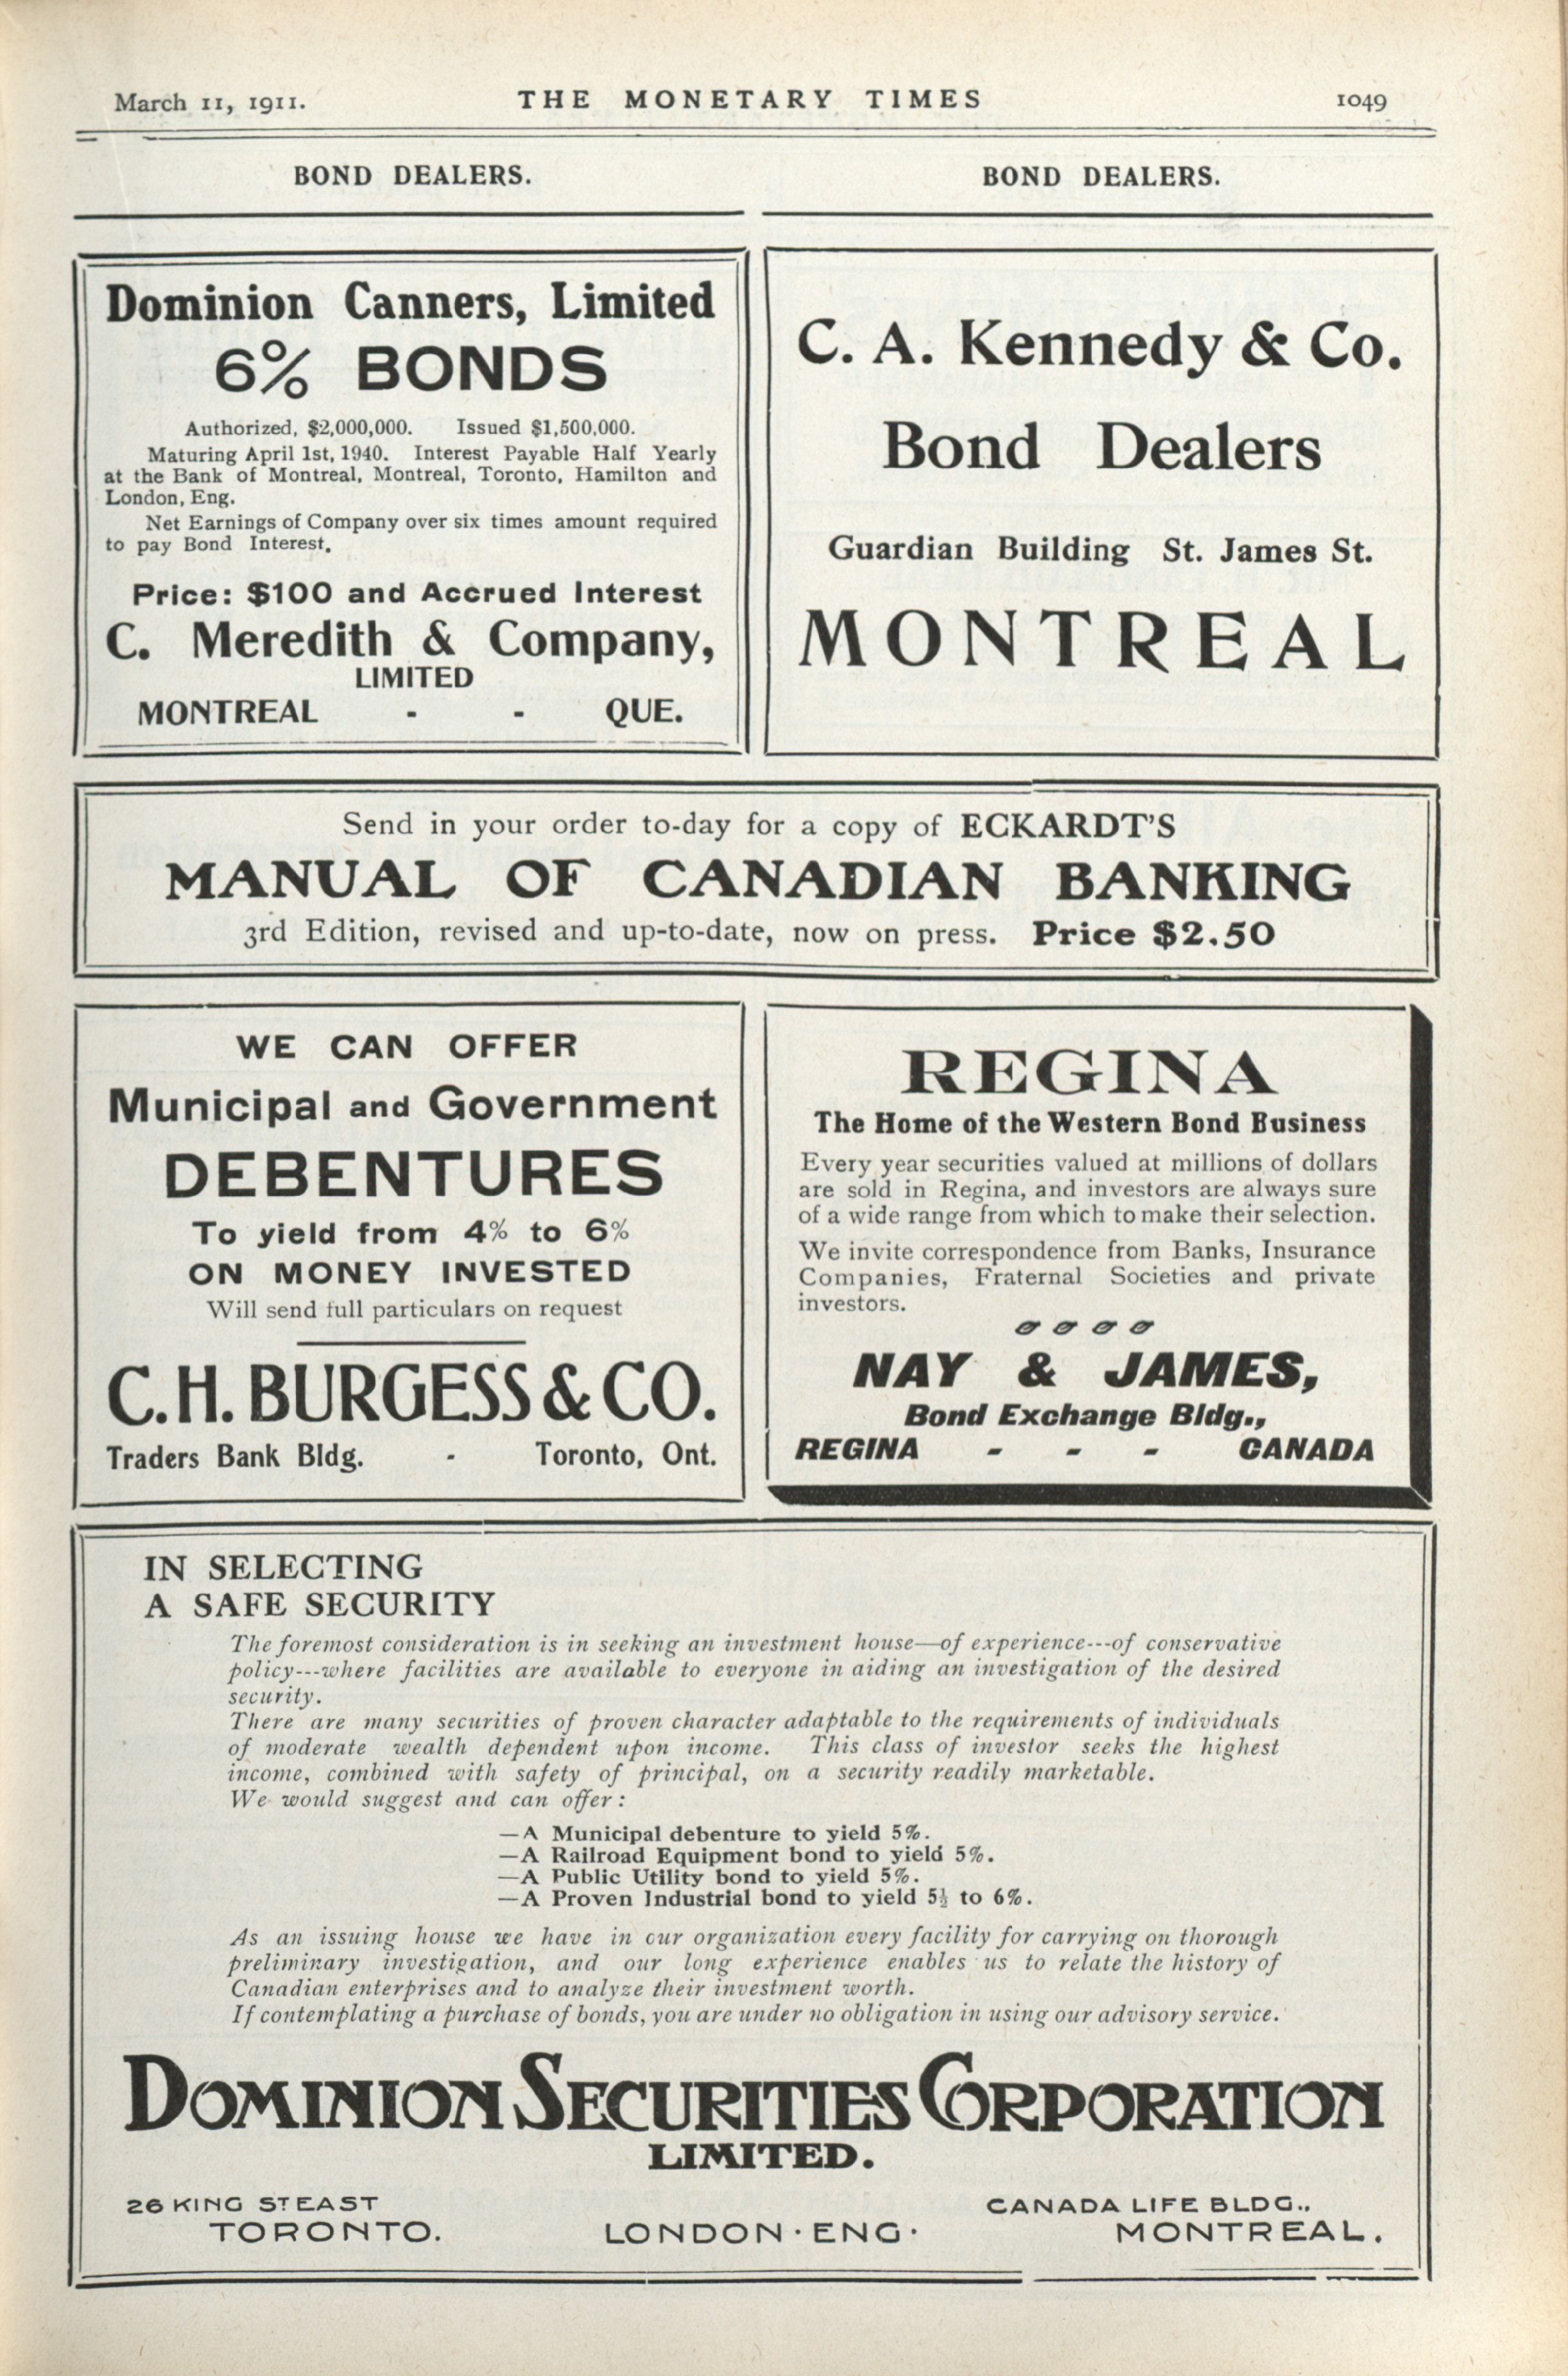 March 11, 1911.
THE MONETARY TIMES
1049
BOND DEALERS.
BOND DEALERS.
Dominion Canners, Limited
6% BONDS
Authorized, $2,000,000. Issued $1,500,000.
Maturing April 1st, 1940. Interest Payable Half Yearly
at the Bank of Montreal, Montreal, Toronto, Hamilton and
London, Eng.
Net Earnings of Company over six times amount required
to pay Bond Interest.
Price: $100 and Accrued Interest
C. Meredith & Company,
LIMITED
MONTREAL - - QUE.
C. A. Kennedy & Co.
Bond Dealers
Guardian Building St. James St.
MONTREAL
Send in your order to-day for a copy of ECKARDT'S
MANUAL OF CANADIAN BANKING
3rd Edition, revised and up-to-date, now on press. Price $2.50
WE CAN OFFER
Municipal and Government
DEBENTURES
To yield from 4% to 6%
ON MONEY INVESTED
Will send full particulars on request
C.H. BURGESS & CO.
Traders Bank Bldg. - Toronto, Ont.
REGINA
The Home of the Western Bond Business
Every year securities valued at millions of dollars
are sold in Regina, and investors are always sure
of a wide range from which to make their selection.
We invite correspondence from Banks, Insurance
Companies, Fraternal Societies and private
investors.
NAY & JAMES,
Bond Exchange Bldg.,
REGINA - - - CANADA
IN SELECTING
A SAFE SECURITY
The foremost consideration is in seeking an investment house—of experience---of conservative
policy---where facilities are available to everyone in aiding an investigation of the desired
security.
There are many securities of proven character adaptable to the requirements of individuals
of moderate wealth dependent upon income. This class of investor seeks the highest
income, combined with safety of principal, on a security readily marketable.
We would suggest and can offer:
—A Municipal debenture to yield 5%.
—A Railroad Equipment bond to yield 5%.
—A Public Utility bond to yield 5%.
—A Proven Industrial bond to yield 5½ to 6%.
As an issuing house we have in our organization every facility for carrying on thorough
preliminary investigation, and our long experience enables us to relate the history of
Canadian enterprises and to analyze their investment worth.
If contemplating a purchase of bonds, you are under no obligation in using our advisory service.
DOMINION SECURITIES CORPORATION
LIMITED.
26 KING ST EAST
TORONTO.
LONDON · ENG ·
CANADA LIFE BLDG.,
MONTREAL.